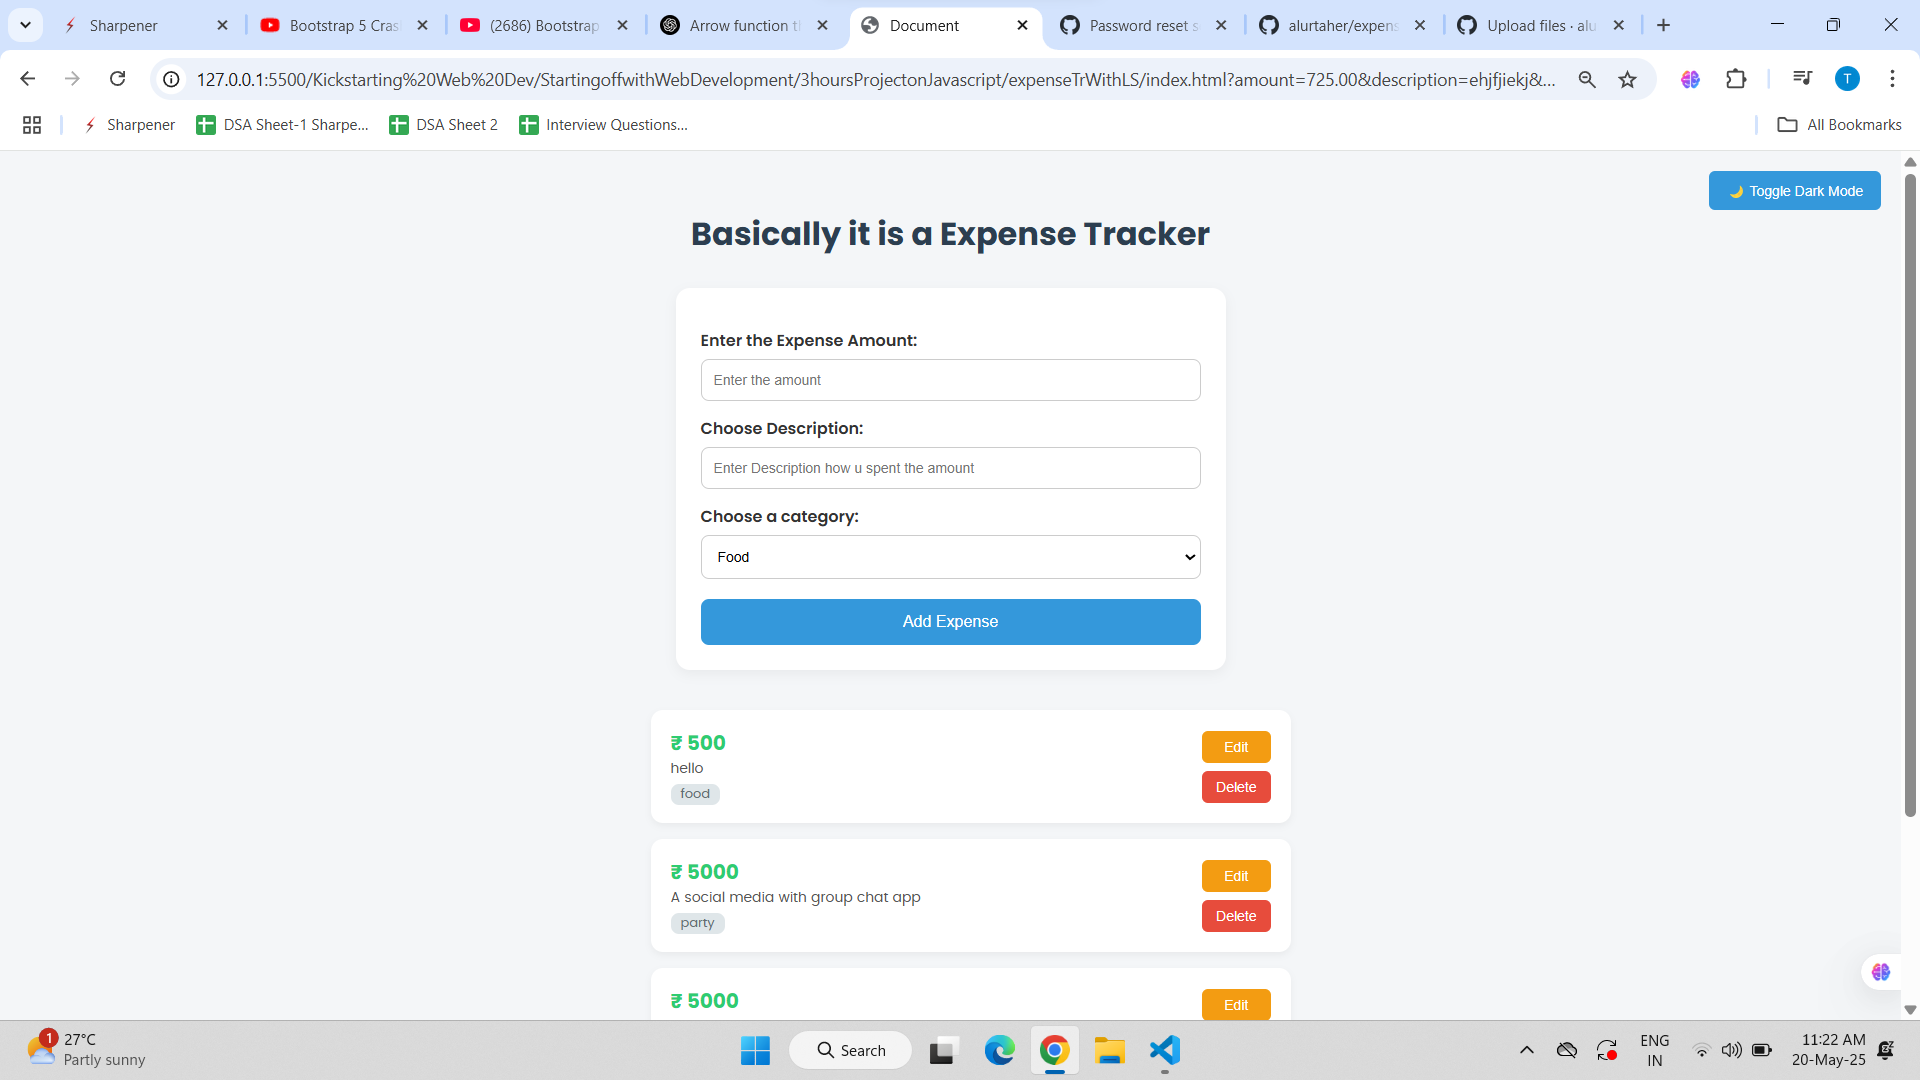 Sharpener
Bootstrap 5 Cras
(2686) Bootstrap
Arrow function th
Document
Password reset s
alurtaher/expens
Upload files · alu
127.0.0.1:5500/Kickstarting%20Web%20Dev/StartingoffwithWebDevelopment/3hoursProjectonJavascript/expenseTrWithLS/index.html?amount=725.00&description=ehjfjiekj&...
T
Sharpener
DSA Sheet-1 Sharpe...
DSA Sheet 2
Interview Questions...
All Bookmarks
🌙 Toggle Dark Mode
Basically it is a Expense Tracker
Enter the Expense Amount:
Enter the amount
Choose Description:
Enter Description how u spent the amount
Choose a category:
Food
Add Expense
₹ 500
hello
food
Edit
Delete
₹ 5000
A social media with group chat app
party
Edit
Delete
₹ 5000
Edit
1
27°C
Partly sunny
Search
ENG
IN
11:22 AM
20-May-25